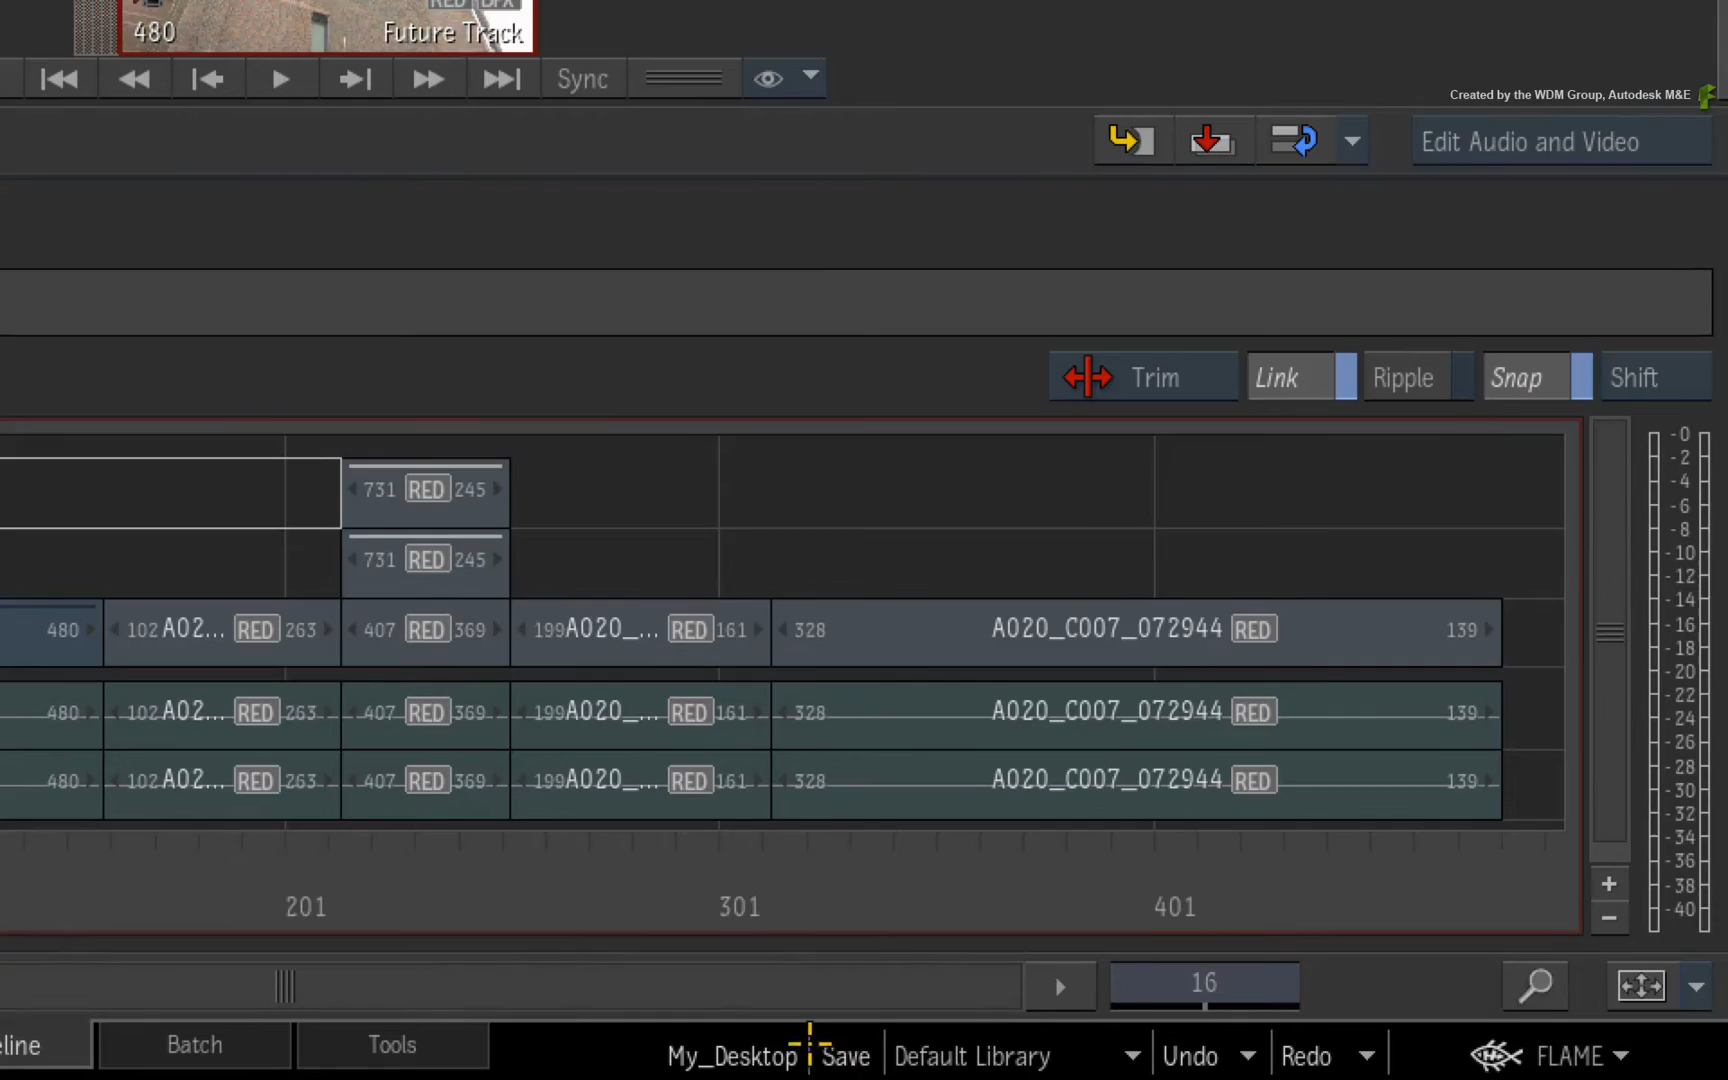 RED DPX
480 Future Track
Sync
Created by the WDM Group, Autodesk M&E
Edit Audio and Video
Trim Link Ripple Snap Shift
731 RED 245
731 RED 245
480 102 A02... RED 263 407 RED 369 199 A020_... RED 161 328 A020_C007_072944 RED 139
480 102 A02... RED 263 407 RED 369 199 A020_... RED 161 328 A020_C007_072944 RED 139
480 102 A02... RED 263 407 RED 369 199 A020_... RED 161 328 A020_C007_072944 RED 139
-0
-2
-4
-6
-8
-10
-12
-14
-16
-18
-20
-22
-24
-26
-28
-30
-32
-34
-36
-38
-40
201 301 401
+
-
16
eline Batch Tools My_Desktop Save Default Library Undo Redo FLAME